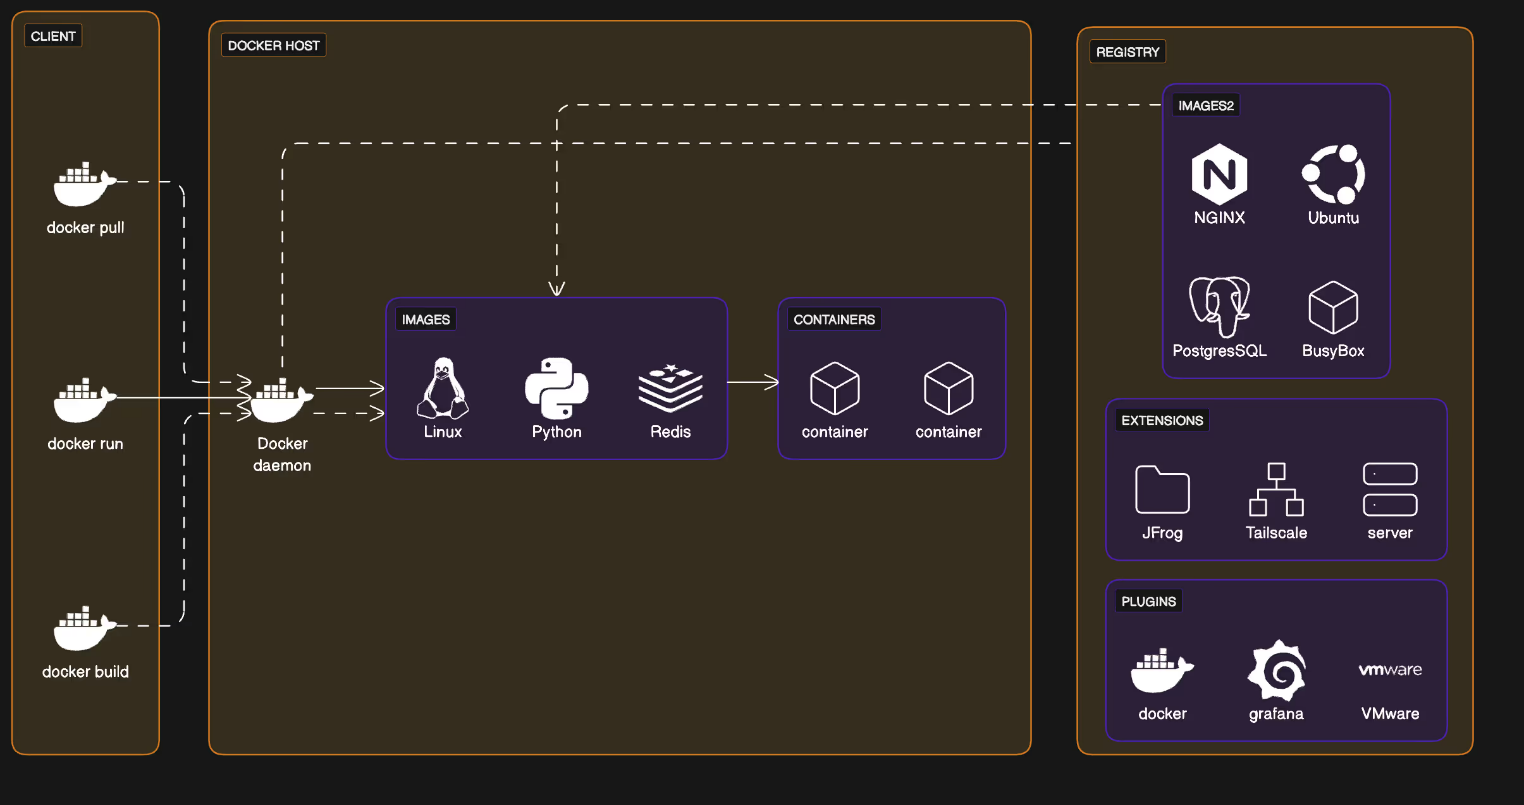 CLIENT
docker pull
docker run
docker build
DOCKER HOST
Docker
daemon
IMAGES
Linux
Python
Redis
CONTAINERS
container
container
REGISTRY
IMAGES2
NGINX
Ubuntu
PostgresSQL
BusyBox
EXTENSIONS
JFrog
Tailscale
server
PLUGINS
docker
grafana
vmware
VMware